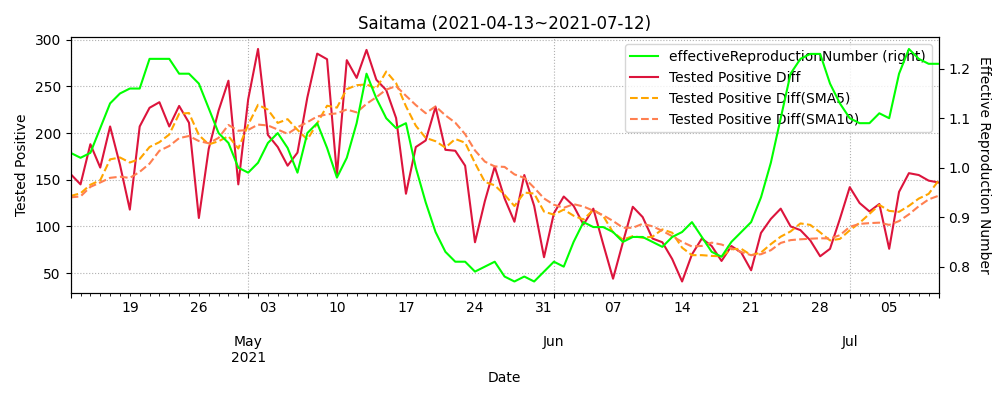 Saitama (2021-04-13~2021-07-12)
300
250
200
150
100
50
Tested Positive
effectiveReproductionNumber (right)
Tested Positive Diff
Tested Positive Diff(SMA5)
Tested Positive Diff(SMA10)
1.2
1.1
1.0
0.9
0.8
Effective Reproduction Number
19 26 03 10 17 24 31 07 14 21 28 05
May Jun Jul
2021
Date